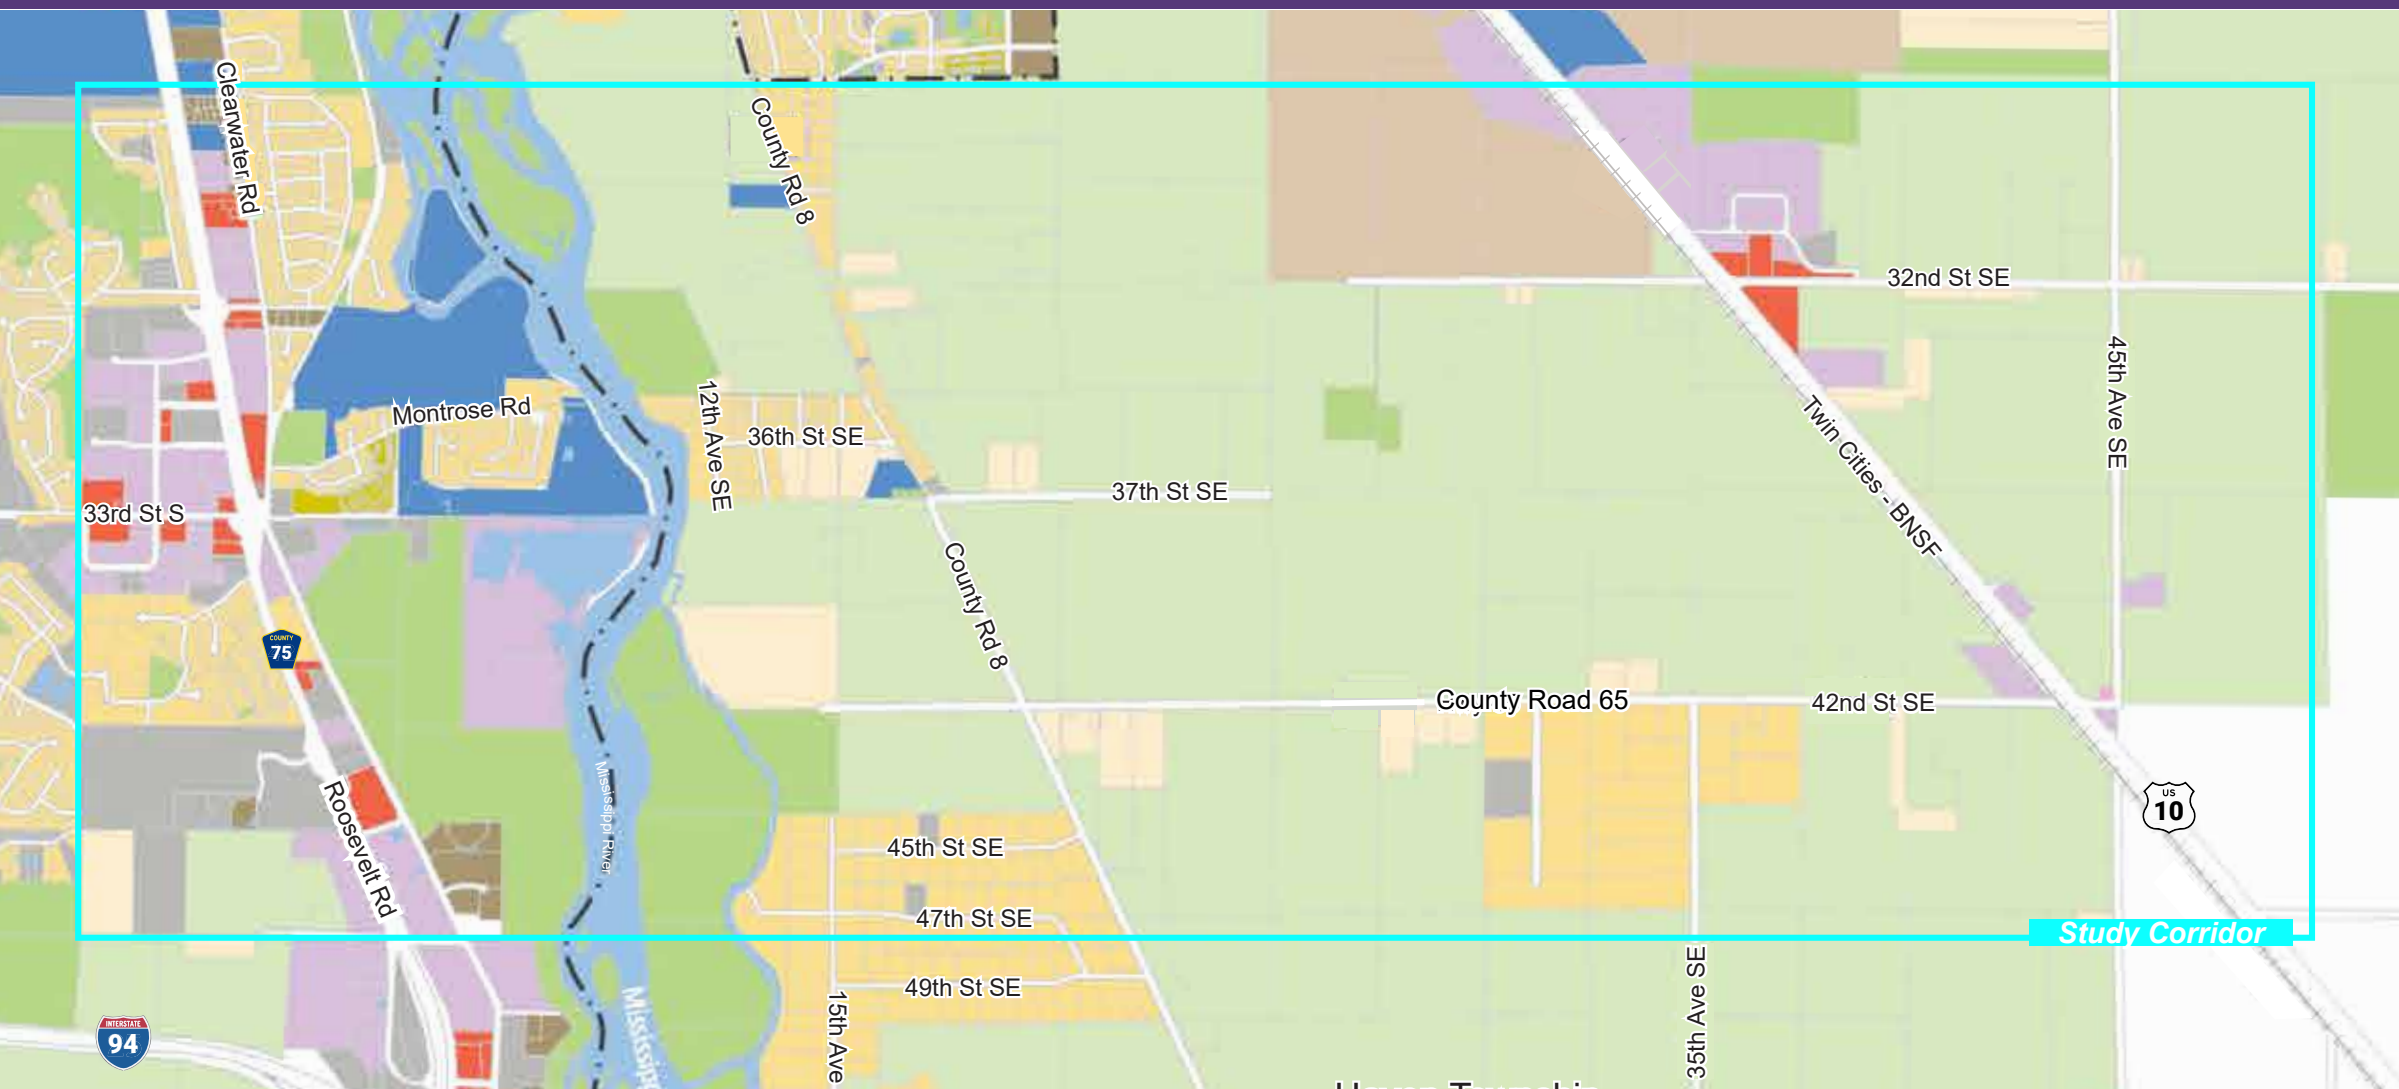 Clearwater Rd
County Rd 8
32nd St SE
45th Ave SE
Montrose Rd
12th Ave SE
36th St SE
37th St SE
33rd St S
Twin Cities - BNSF
County Rd 8
COUNTY
75
County Road 65
42nd St SE
Mississippi River
Roosevelt Rd
US
10
45th St SE
47th St SE
Study Corridor
49th St SE
15th Ave
35th Ave SE
INTERSTATE
94